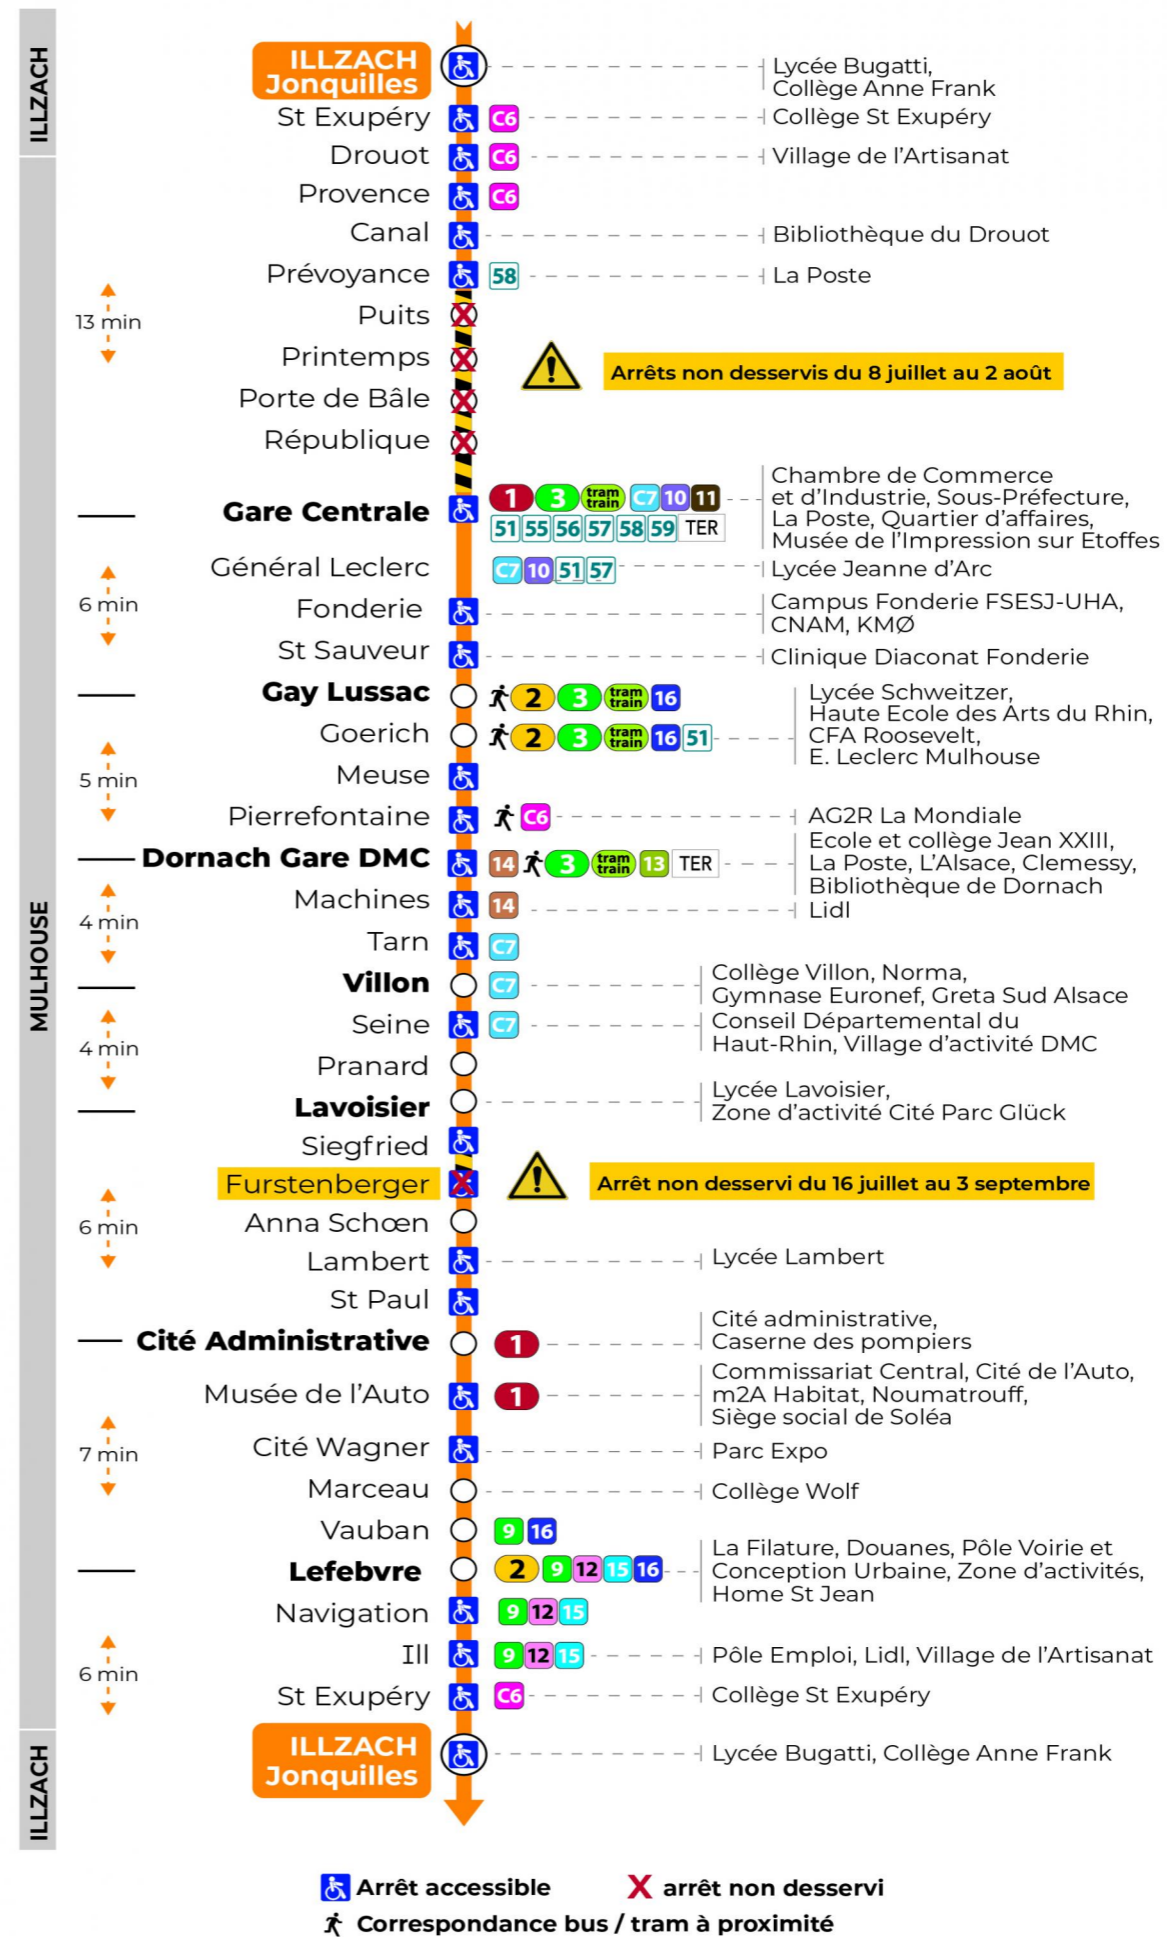 ILLZACH
ILLZACH
Jonquilles
Lycée Bugatti,
Collège Anne Frank
St Exupéry C6 Collège St Exupéry
MULHOUSE
Drouot C6 Village de l'Artisanat
Provence C6
Canal Bibliothèque du Drouot
Prévoyance 58 La Poste
13 min
Puits
Printemps
Arrêts non desservis du 8 juillet au 2 août
Porte de Bâle
République
Gare Centrale
1 3 tram train C7 10 11
51 55 56 57 58 59 TER
Chambre de Commerce
et d'Industrie, Sous-Préfecture,
La Poste, Quartier d'affaires,
Musée de l'Impression sur Etoffes
Général Leclerc C7 10 51 57 Lycée Jeanne d'Arc
6 min
Fonderie
Campus Fonderie FSESJ-UHA,
CNAM, KMØ
St Sauveur Clinique Diaconat Fonderie
Gay Lussac 2 3 tram train 16
Goerich 2 3 tram train 16 51
Lycée Schweitzer,
Haute Ecole des Arts du Rhin,
CFA Roosevelt,
E. Leclerc Mulhouse
5 min
Meuse
Pierrefontaine C6 AG2R La Mondiale
Dornach Gare DMC 14 3 tram train 13 TER
Ecole et collège Jean XXIII,
La Poste, L'Alsace, Clemessy,
Bibliothèque de Dornach
Machines 14 Lidl
4 min
Tarn C7
Villon C7
Collège Villon, Norma,
Gymnase Euronef, Greta Sud Alsace
Seine C7
Conseil Départemental du
Haut-Rhin, Village d'activité DMC
4 min
Pranard
Lavoisier
Lycée Lavoisier,
Zone d'activité Cité Parc Glück
Siegfried
Furstenberger
Arrêt non desservi du 16 juillet au 3 septembre
6 min
Anna Schœn
Lambert Lycée Lambert
St Paul
Cité Administrative 1
Cité administrative,
Caserne des pompiers
Musée de l'Auto 1
Commissariat Central, Cité de l'Auto,
m2A Habitat, Noumatrouff,
Siège social de Soléa
7 min
Cité Wagner Parc Expo
Marceau Collège Wolf
Vauban 9 16
Lefebvre 2 9 12 15 16
La Filature, Douanes, Pôle Voirie et
Conception Urbaine, Zone d'activités,
Home St Jean
Navigation 9 12 15
6 min
Ill 9 12 15 Pôle Emploi, Lidl, Village de l'Artisanat
St Exupéry C6 Collège St Exupéry
ILLZACH
ILLZACH
Jonquilles
Lycée Bugatti, Collège Anne Frank
Arrêt accessible
X arrêt non desservi
Correspondance bus / tram à proximité